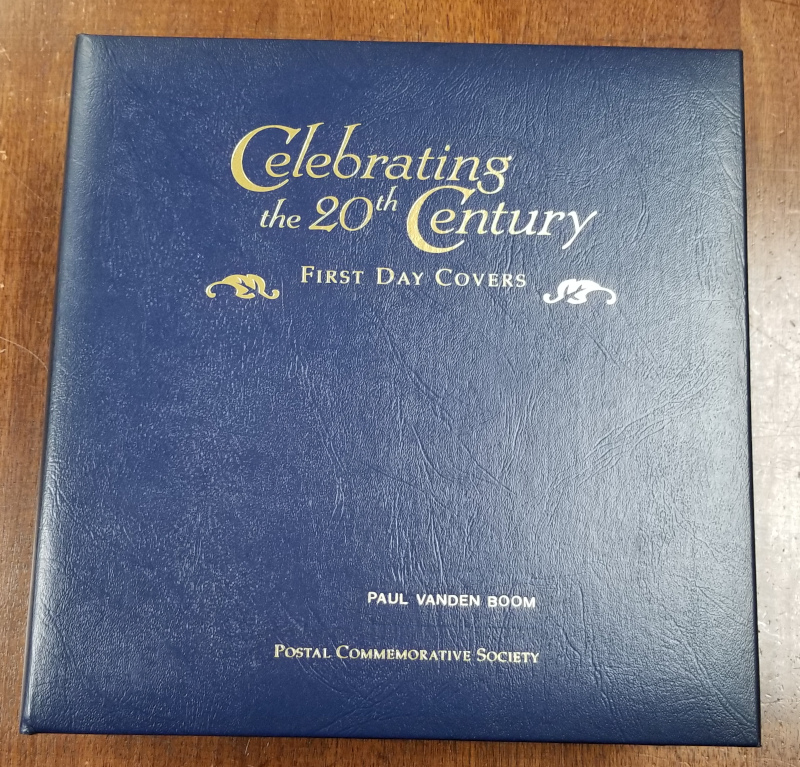 Celebrating
the 20th Century
First Day Covers
PAUL VANDEN BOOM
Postal Commemorative Society